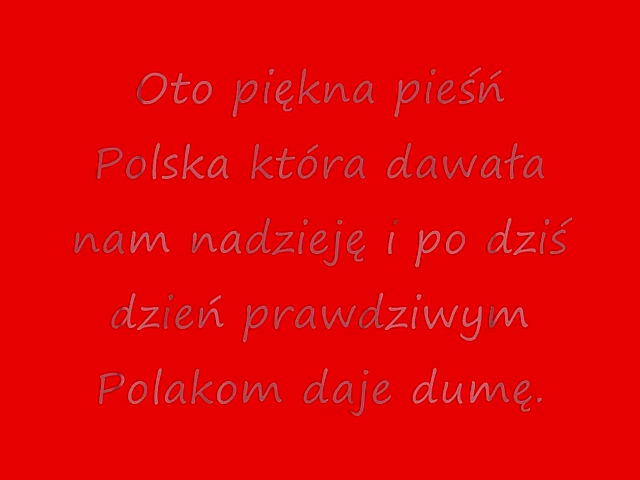 Oto piękna pieśń
Polska która dawała
nam nadzieję i po dziś
dzień prawdziwym
Polakom daje dumę.